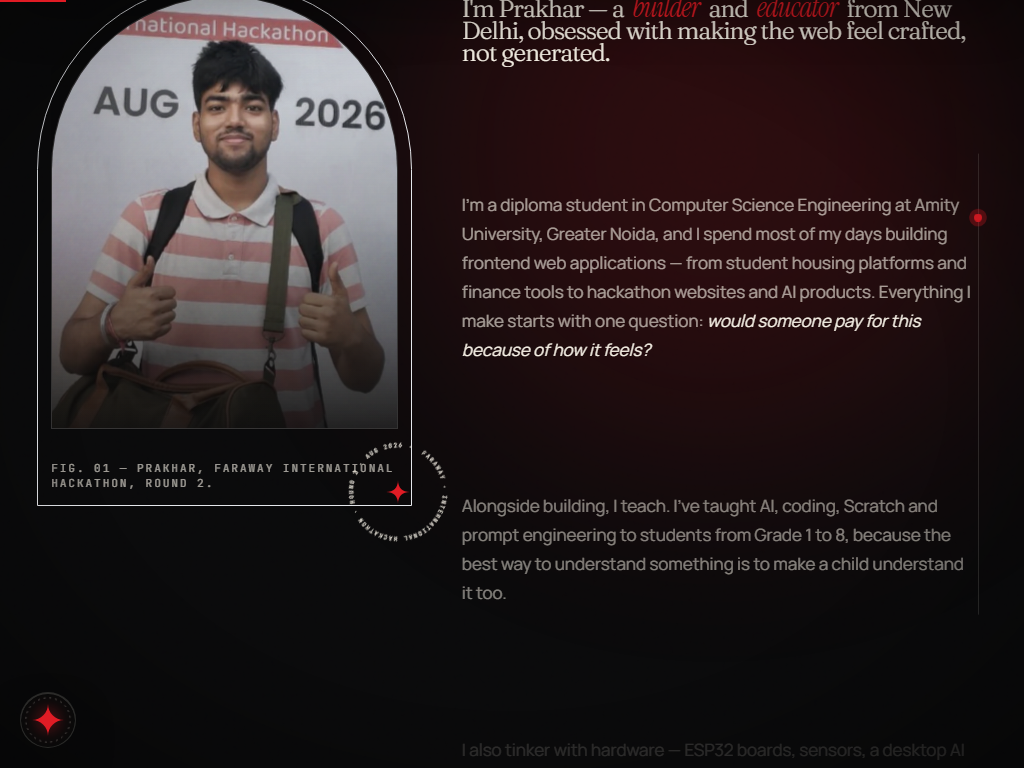 national Hackathon
AUG 2026
FIG. 01 — PRAKHAR, FARAWAY INTERNATIONAL
HACKATHON, ROUND 2.
AUG 2026 · FARAWAY · INTERNATIONAL HACKATHON ·
I'm Prakhar — a builder and educator from New
Delhi, obsessed with making the web feel crafted,
not generated.
I'm a diploma student in Computer Science Engineering at Amity
University, Greater Noida, and I spend most of my days building
frontend web applications — from student housing platforms and
finance tools to hackathon websites and AI products. Everything I
make starts with one question: would someone pay for this
because of how it feels?
Alongside building, I teach. I've taught AI, coding, Scratch and
prompt engineering to students from Grade 1 to 8, because the
best way to understand something is to make a child understand
it too.
I also tinker with hardware — ESP32 boards, sensors, a desktop AI